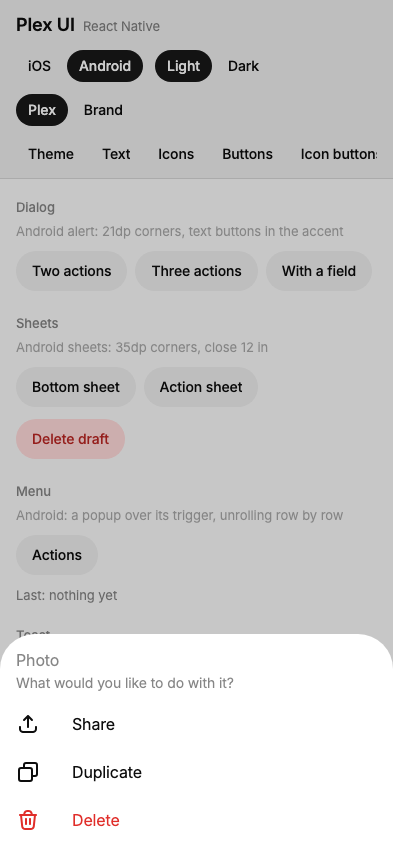 Plex UI React Native
iOS Android Light Dark
Plex Brand
Theme Text Icons Buttons Icon button
Dialog
Android alert: 21dp corners, text buttons in the accent
Two actions Three actions With a field
Sheets
Android sheets: 35dp corners, close 12 in
Bottom sheet Action sheet
Delete draft
Menu
Android: a popup over its trigger, unrolling row by row
Actions
Last: nothing yet
Toast
Photo
What would you like to do with it?
Share
Duplicate
Delete